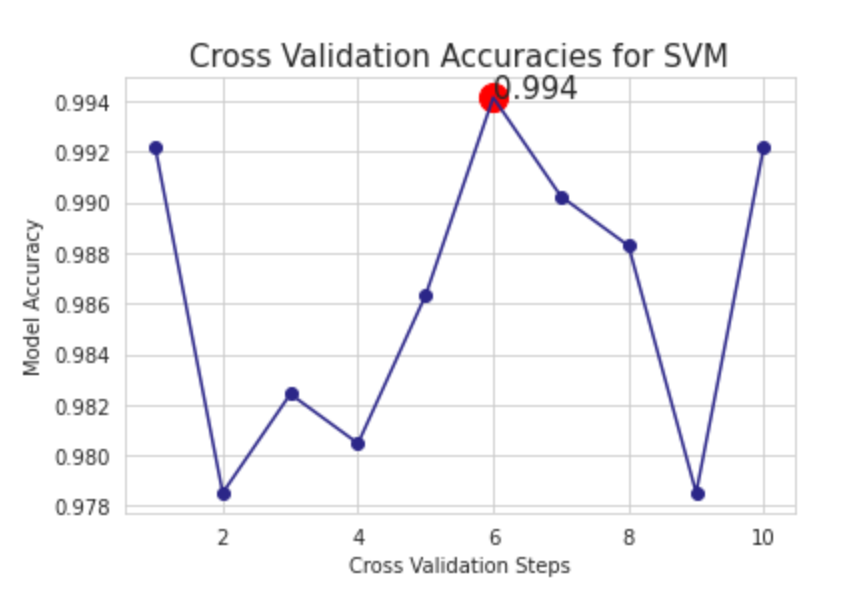 Cross Validation Accuracies for SVM
0.994
0.994
0.992
0.990
0.988
0.986
0.984
0.982
0.980
0.978
Model Accuracy
2 4 6 8 10
Cross Validation Steps